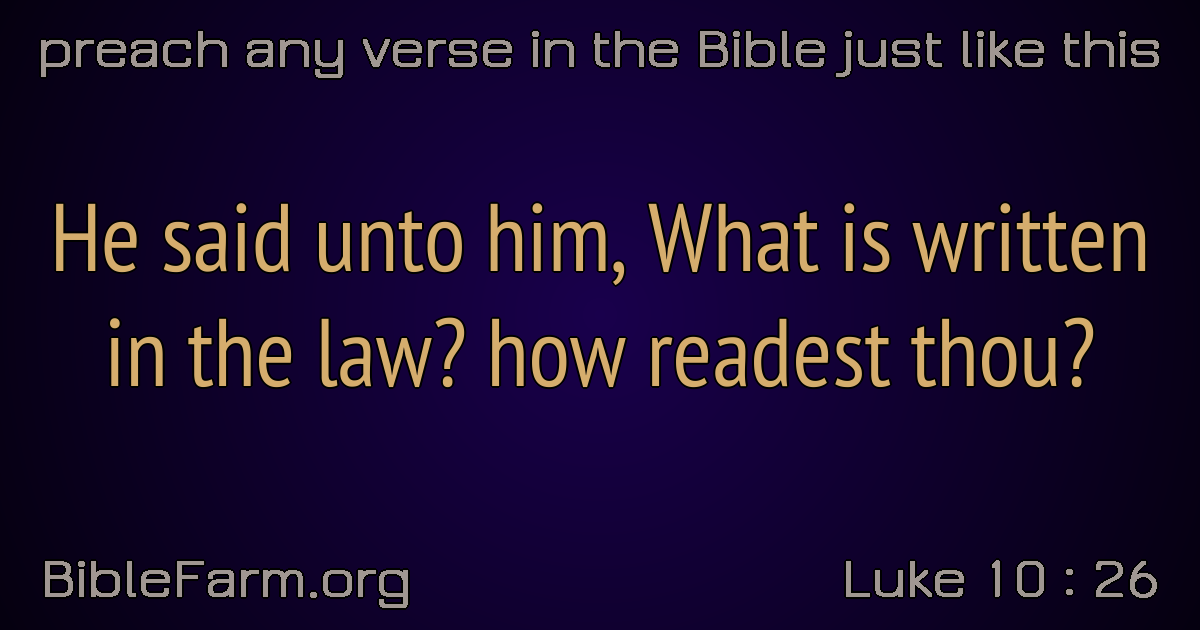 preach any verse in the Bible just like this
He said unto him, What is written
in the law? how readest thou?
BibleFarm.org
Luke 10 : 26